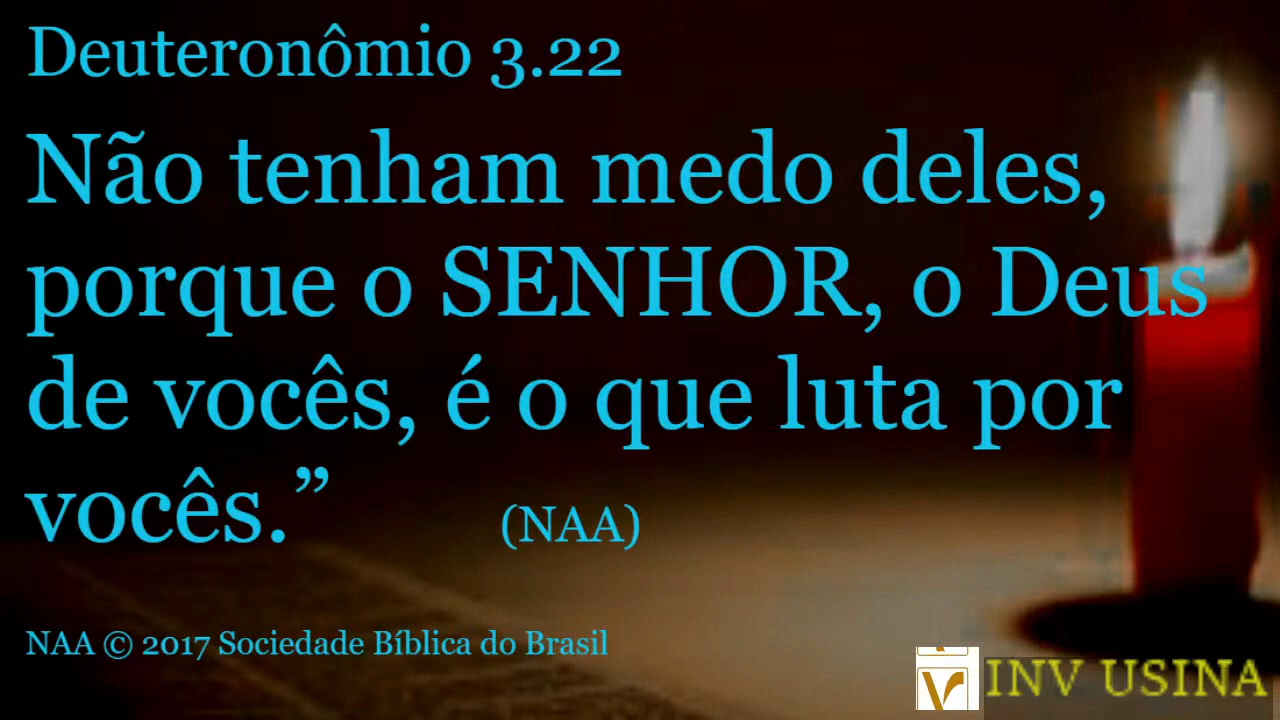 Deuteronômio 3.22
Não tenham medo deles,
porque o SENHOR, o Deus
de vocês, é o que luta por
vocês.” (NAA)
NAA © 2017 Sociedade Bíblica do Brasil
INV USINA